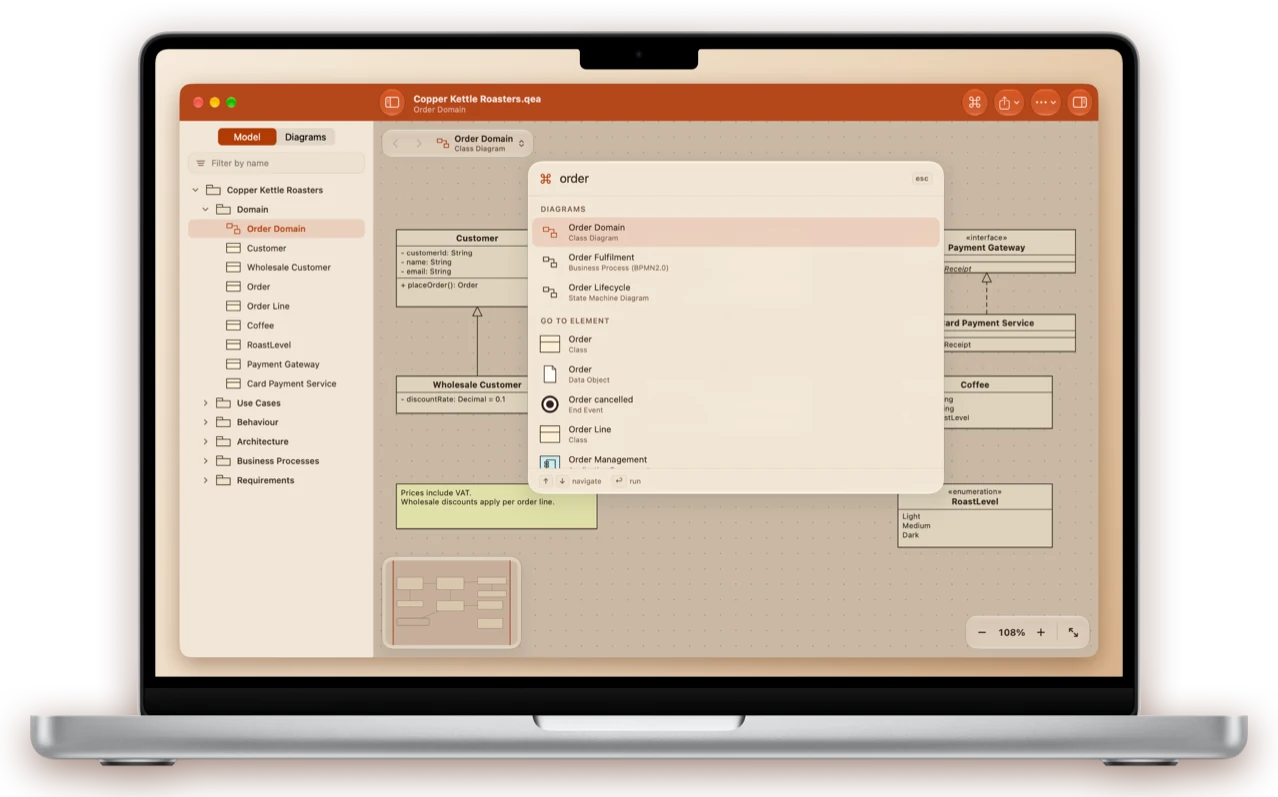 Copper Kettle Roasters.qea
Order Domain
Model
Diagrams
Filter by name
Copper Kettle Roasters
Domain
Order Domain
Customer
Wholesale Customer
Order
Order Line
Coffee
RoastLevel
Payment Gateway
Card Payment Service
Use Cases
Behaviour
Architecture
Business Processes
Requirements
Order Domain
Class Diagram
order
esc
DIAGRAMS
Order Domain
Class Diagram
Order Fulfilment
Business Process (BPMN2.0)
Order Lifecycle
State Machine Diagram
GO TO ELEMENT
Order
Class
Order
Data Object
Order cancelled
End Event
Order Line
Class
Order Management
↑ ↓ navigate ↩ run
Customer
- customerId: String
- name: String
- email: String
+ placeOrder(): Order
Wholesale Customer
- discountRate: Decimal = 0.1
Prices include VAT.
Wholesale discounts apply per order line.
«interface»
Payment Gateway
Receipt
ard Payment Service
Receipt
Coffee
ng
ing
stLevel
«enumeration»
RoastLevel
Light
Medium
Dark
− 108% +